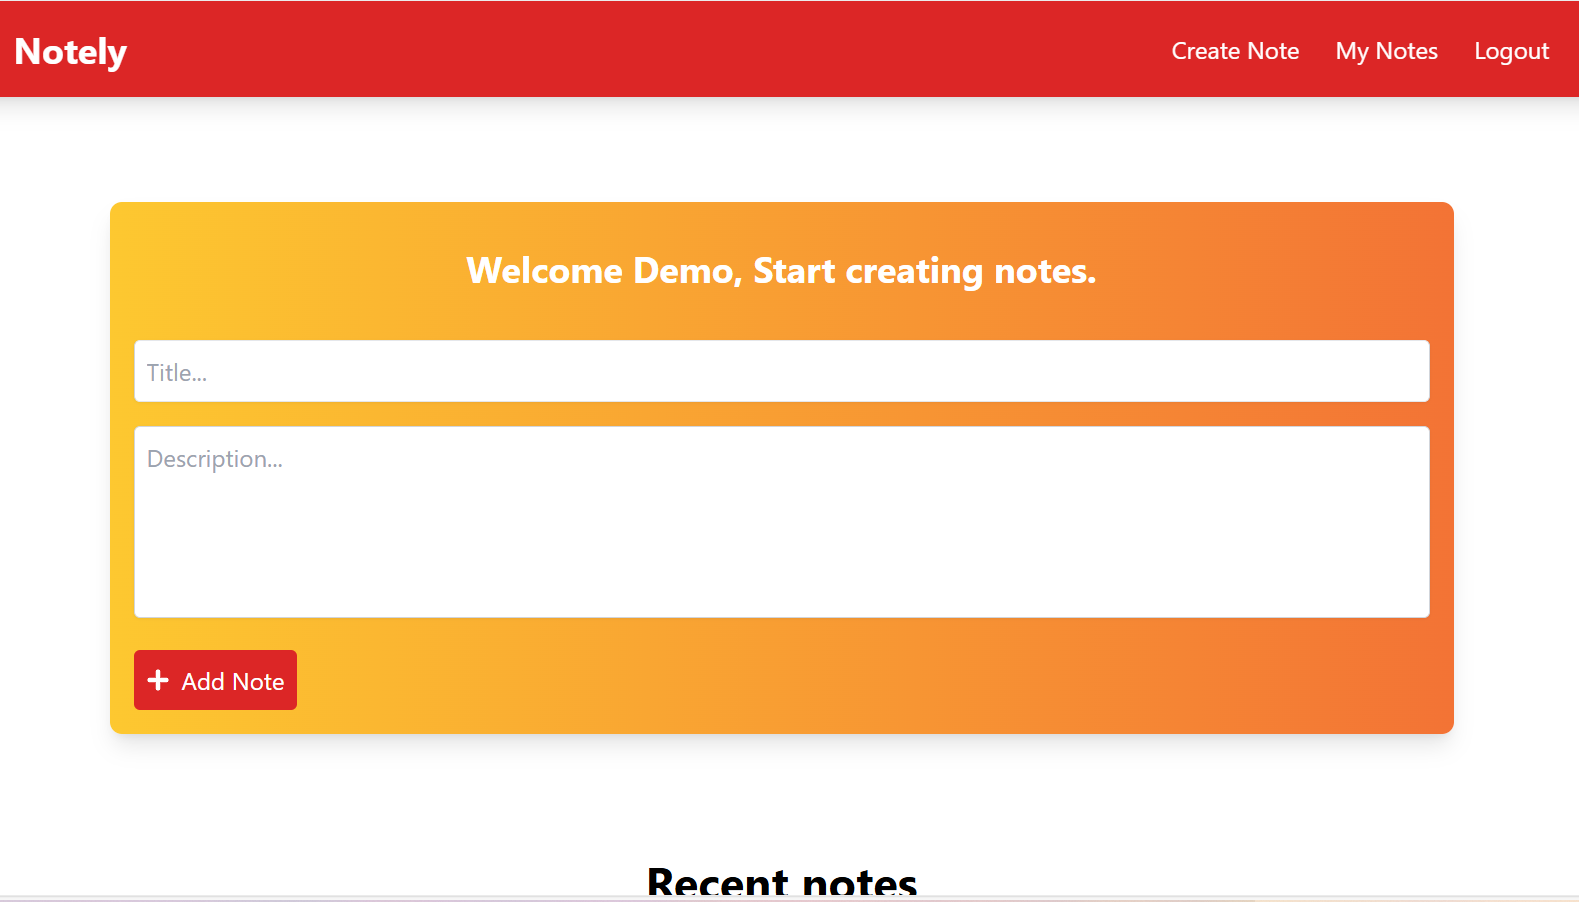 Notely
Create Note
My Notes
Logout
Welcome Demo, Start creating notes.
Title...
Description...
Add Note
Recent notes